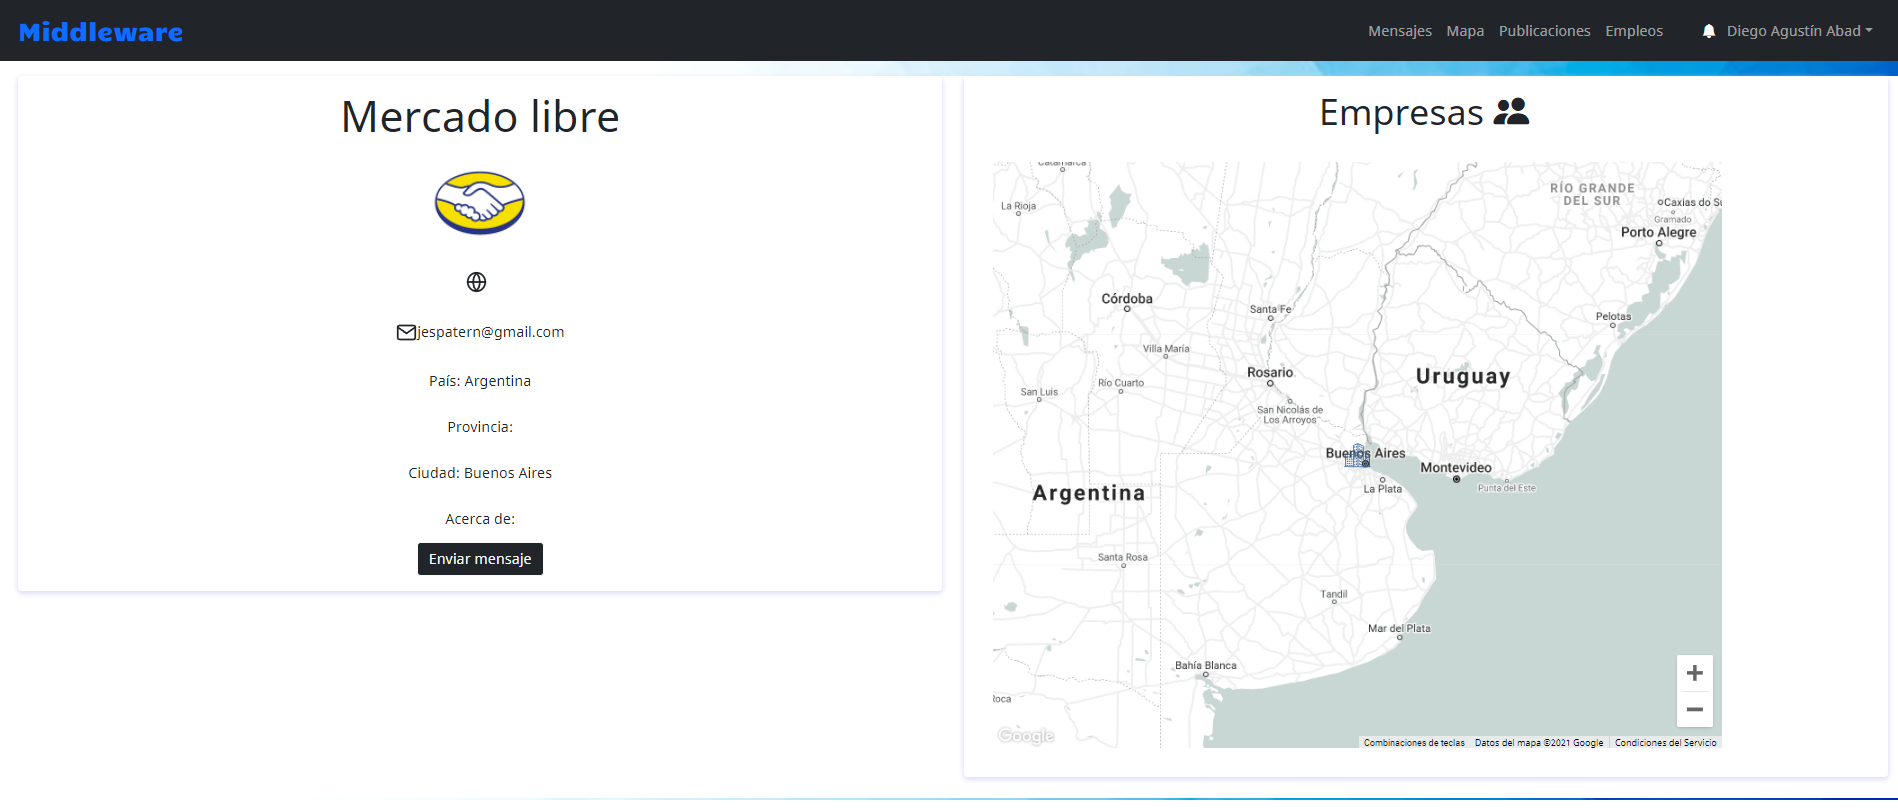 Middleware
Mensajes Mapa Publicaciones Empleos Diego Agustín Abad
Mercado libre
jespatern@gmail.com
País: Argentina
Provincia:
Ciudad: Buenos Aires
Acerca de:
Enviar mensaje
Empresas
Catamarca
La Rioja
RÍO GRANDE
DEL SUR
Caxias do Su
Gramado
Porto Alegre
Córdoba
Santa Fe
Pelotas
Villa María
Rosario
Uruguay
Río Cuarto
San Luis
San Nicolás de
Los Arroyos
Buenos Aires
Montevideo
La Plata
Punta del Este
Argentina
Santa Rosa
Tandil
Mar del Plata
Bahía Blanca
Roca
Google
Combinaciones de teclas Datos del mapa ©2021 Google Condiciones del Servicio